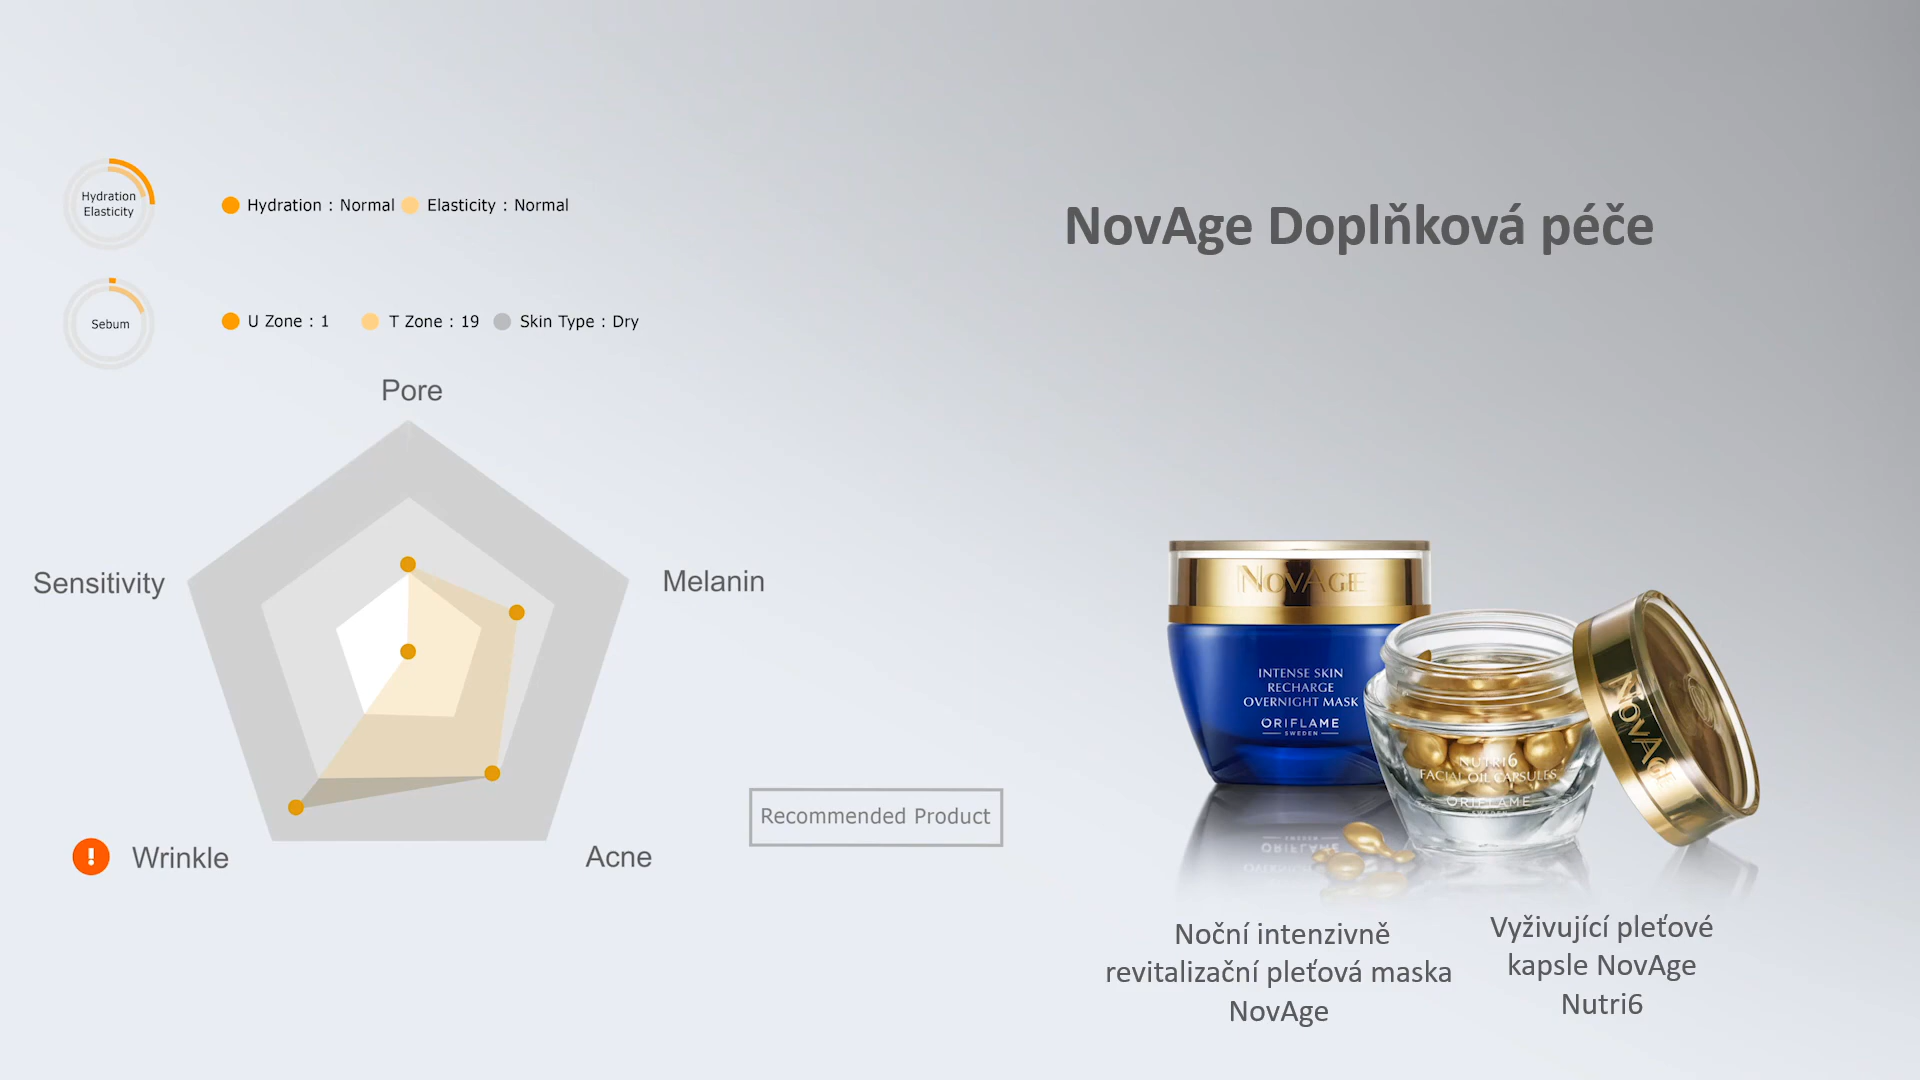 Hydration
Elasticity
Hydration : Normal
Elasticity : Normal
Sebum
U Zone : 1
T Zone : 19
Skin Type : Dry
Pore
Sensitivity
Melanin
Wrinkle
Acne
Recommended Product
NovAge Doplňková péče
NOVAGE
INTENSE SKIN
RECHARGE
OVERNIGHT MASK
ORIFLAME
SWEDEN
NOVAGE
NUTRI6
FACIAL OIL CAPSULES
ORIFLAME
Noční intenzivně
revitalizační pleťová maska
NovAge
Vyživující pleťové
kapsle NovAge
Nutri6